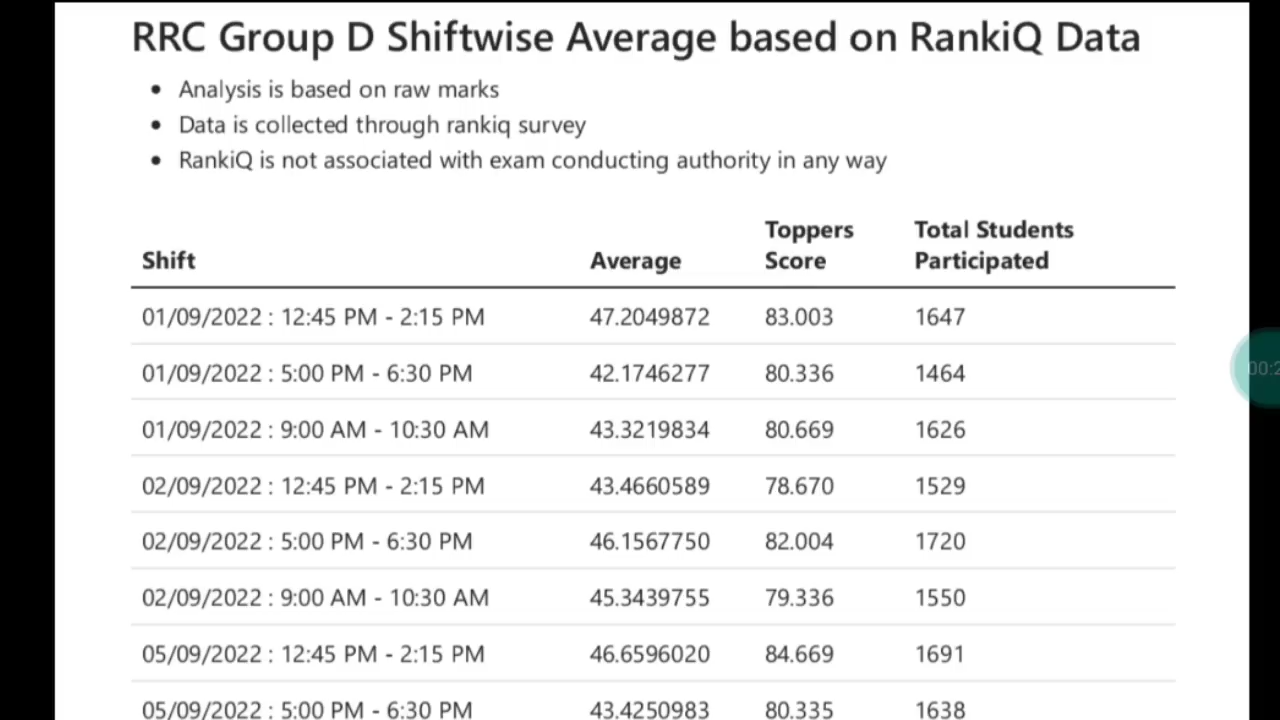 RRC Group D Shiftwise Average based on RankiQ Data
• Analysis is based on raw marks
• Data is collected through rankiq survey
• RankiQ is not associated with exam conducting authority in any way
Shift Average Toppers Score Total Students Participated
01/09/2022 : 12:45 PM - 2:15 PM 47.2049872 83.003 1647
01/09/2022 : 5:00 PM - 6:30 PM 42.1746277 80.336 1464
01/09/2022 : 9:00 AM - 10:30 AM 43.3219834 80.669 1626
02/09/2022 : 12:45 PM - 2:15 PM 43.4660589 78.670 1529
02/09/2022 : 5:00 PM - 6:30 PM 46.1567750 82.004 1720
02/09/2022 : 9:00 AM - 10:30 AM 45.3439755 79.336 1550
05/09/2022 : 12:45 PM - 2:15 PM 46.6596020 84.669 1691
05/09/2022 : 5:00 PM - 6:30 PM 43.4250983 80.335 1638